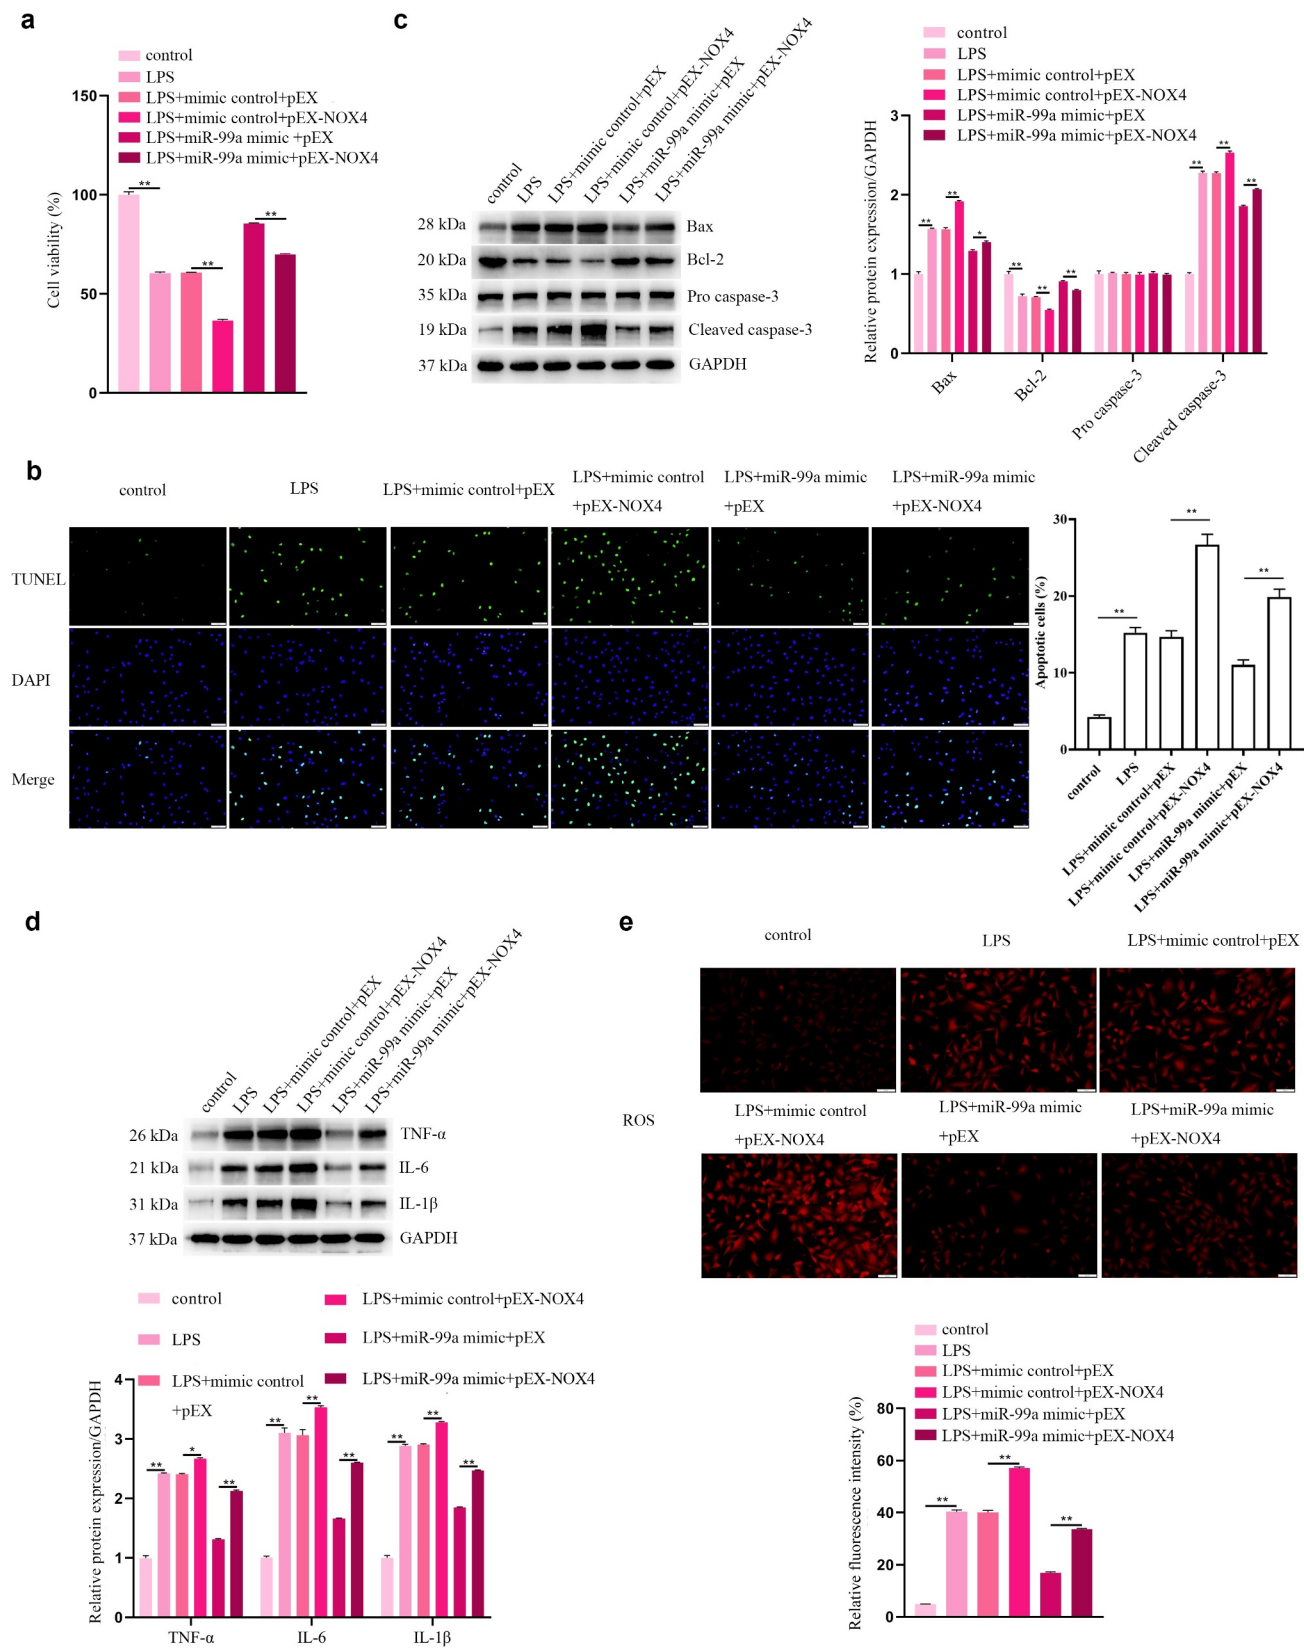 a
control
LPS
LPS+mimic control+pEX
LPS+mimic control+pEX-NOX4
LPS+miR-99a mimic +pEX
LPS+miR-99a mimic+pEX-NOX4
Cell viability (%)
150
100
50
0
**
**
**
c
control
LPS
LPS+mimic control+pEX
LPS+mimic control+pEX-NOX4
LPS+miR-99a mimic+pEX
LPS+miR-99a mimic+pEX-NOX4
28 kDa Bax
20 kDa Bcl-2
35 kDa Pro caspase-3
19 kDa Cleaved caspase-3
37 kDa GAPDH
control
LPS
LPS+mimic control+pEX
LPS+mimic control+pEX-NOX4
LPS+miR-99a mimic+pEX
LPS+miR-99a mimic+pEX-NOX4
Relative protein expression/GAPDH
3
2
1
0
** ** *
** ** **
** ** **
Bax
Bcl-2
Pro caspase-3
Cleaved caspase-3
b
control
LPS
LPS+mimic control+pEX
LPS+mimic control
+pEX-NOX4
LPS+miR-99a mimic
+pEX
LPS+miR-99a mimic
+pEX-NOX4
TUNEL
DAPI
Merge
Apoptotic cells (%)
30
20
10
0
**
**
**
control
LPS
LPS+mimic control+pEX
LPS+mimic control+pEX-NOX4
LPS+miR-99a mimic+pEX
LPS+miR-99a mimic+pEX-NOX4
d
control
LPS
LPS+mimic control+pEX
LPS+mimic control+pEX-NOX4
LPS+miR-99a mimic+pEX
LPS+miR-99a mimic+pEX-NOX4
26 kDa TNF-α
21 kDa IL-6
31 kDa IL-1β
37 kDa GAPDH
control
LPS
LPS+mimic control
+pEX
LPS+mimic control+pEX-NOX4
LPS+miR-99a mimic+pEX
LPS+miR-99a mimic+pEX-NOX4
Relative protein expression/GAPDH
4
3
2
1
0
** * **
** ** **
** ** **
TNF-α
IL-6
IL-1β
e
control
LPS
LPS+mimic control+pEX
ROS
LPS+mimic control
+pEX-NOX4
LPS+miR-99a mimic
+pEX
LPS+miR-99a mimic
+pEX-NOX4
control
LPS
LPS+mimic control+pEX
LPS+mimic control+pEX-NOX4
LPS+miR-99a mimic+pEX
LPS+miR-99a mimic+pEX-NOX4
Relative fluorescence intensity (%)
80
60
40
20
0
**
**
**